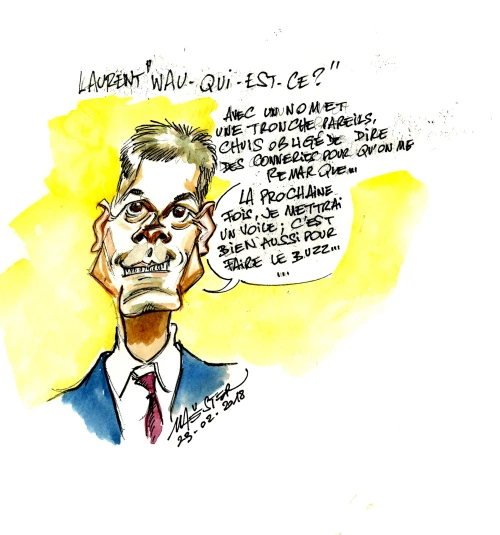 LAURENT "WAU-QUI-EST-CE?"
AVEC UN NOM ET
UNE TRONCHE PAREILS,
CHUIS OBLIGÉ DE DIRE
DES CONNERIES POUR QU'ON ME
REMARQUE...
LA PROCHAINE
FOIS, JE METTRAI
UN VOILE; C'EST
BIEN AUSSI POUR
FAIRE LE BUZZ...
...
MAËSTER
23-02-2018